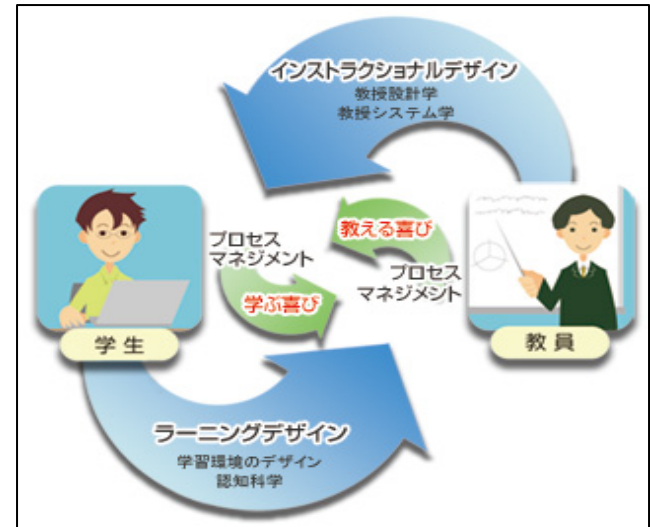 インストラクショナルデザイン
教授設計学
教授システム学
教える喜び
プロセス
マネジメント
プロセス
マネジメント
学ぶ喜び
学生
教員
ラーニングデザイン
学習環境のデザイン
認知科学